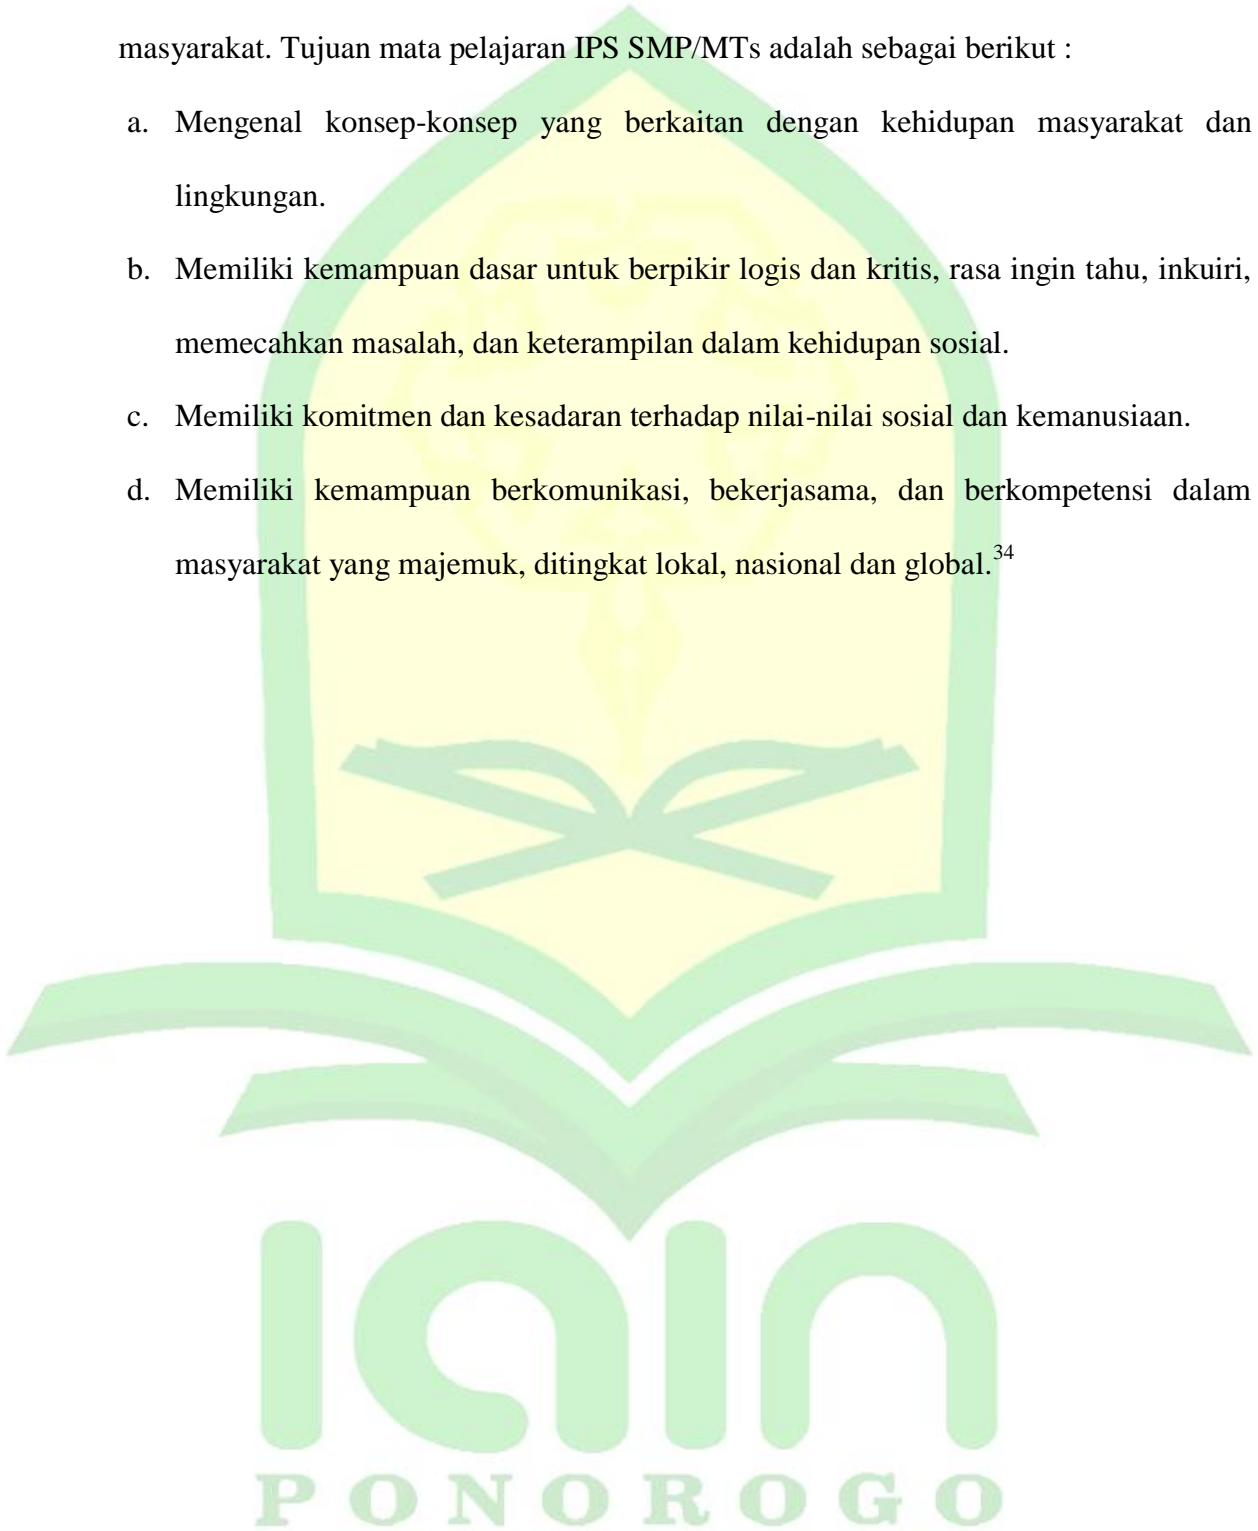 masyarakat. Tujuan mata pelajaran IPS SMP/MTs adalah sebagai berikut :
a. Mengenal konsep-konsep yang berkaitan dengan kehidupan masyarakat dan
lingkungan.
b. Memiliki kemampuan dasar untuk berpikir logis dan kritis, rasa ingin tahu, inkuiri,
memecahkan masalah, dan keterampilan dalam kehidupan sosial.
c. Memiliki komitmen dan kesadaran terhadap nilai-nilai sosial dan kemanusiaan.
d. Memiliki kemampuan berkomunikasi, bekerjasama, dan berkompetensi dalam
masyarakat yang majemuk, ditingkat lokal, nasional dan global.34
IAIN
PONOROGO